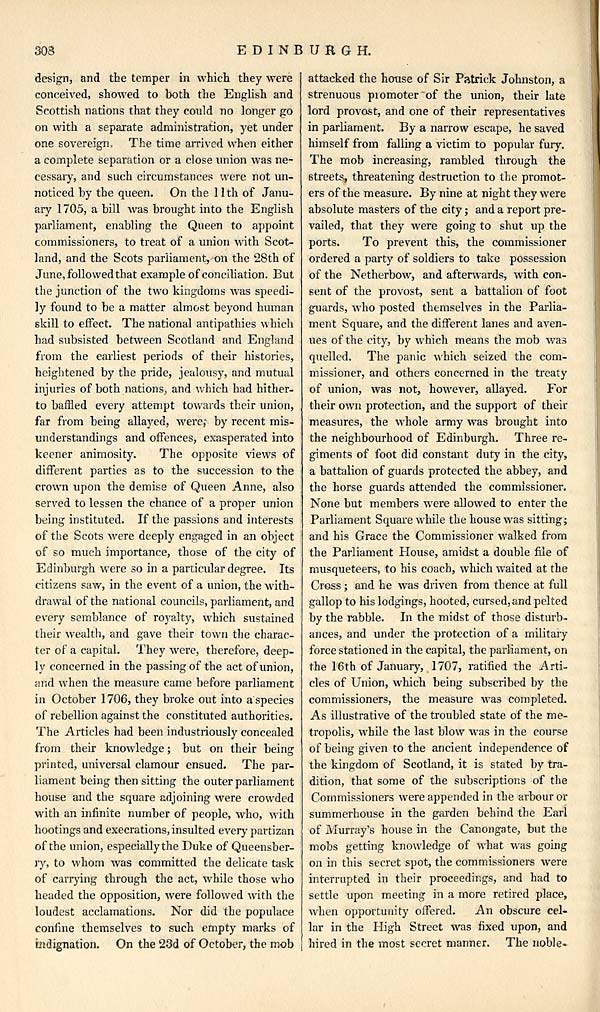 308
EDINBURGH.
design, and the temper in which they were
conceived, showed to both the English and
Scottish nations that they could no longer go
on with a separate administration, yet under
one sovereign. The time arrived when either
a complete separation or a close union was ne-
cessary, and such circumstances were not un-
noticed by the queen. On the 11th of Janu-
ary 1705, a bill was brought into the English
parliament, enabling the Queen to appoint
commissioners, to treat of a union with Scot-
land, and the Scots parliament, on the 28th of
June, followed that example of conciliation. But
the junction of the two kingdoms was speedi-
ly found to be a matter almost beyond human
skill to effect. The national antipathies which
had subsisted between Scotland and England
from the earliest periods of their histories,
heightened by the pride, jealousy, and mutual
injuries of both nations, and which had hither-
to baffled every attempt towards their union,
far from being allayed, were, by recent mis-
understandings and offences, exasperated into
keener animosity. The opposite views of
different parties as to the succession to the
crown upon the demise of Queen Anne, also
served to lessen the chance of a proper union
being instituted. If the passions and interests
of the Scots were deeply engaged in an object
of so much importance, those of the city of
Edinburgh were so in a particular degree. Its
citizens saw, in the event of a union, the with-
drawal of the national councils, parliament, and
every semblance of royalty, which sustained
their wealth, and gave their town the charac-
ter of a capital. They were, therefore, deep-
ly concerned in the passing of the act of union,
and when the measure came before parliament
in October 1706, they broke out into a species
of rebellion against the constituted authorities.
The Articles had been industriously concealed
from their knowledge; but on their being
printed, universal clamour ensued. The par-
liament being then sitting the outer parliament
house and the square adjoining were crowded
with an infinite number of people, who, with
hootings and execrations, insulted every partizan
of the union, especially the Duke of Queensber-
ry, to whom was committed the delicate task
of carrying through the act, while those who
headed the opposition, were followed with the
loudest acclamations. Nor did the populace
confine themselves to such empty marks of
indignation. On the 23d of October, the mob
attacked the house of Sir Patrick Johnston, a
strenuous promoter of the union, their late
lord provost, and one of their representatives
in parliament. By a narrow escape, he saved
himself from falling a victim to popular fury.
The mob increasing, rambled through the
streets, threatening destruction to the promot-
ers of the measure. By nine at night they were
absolute masters of the city; and a report pre-
vailed, that they were going to shut up the
ports. To prevent this, the commissioner
ordered a party of soldiers to take possession
of the Netherbow, and afterwards, with con-
sent of the provost, sent a battalion of foot
guards, who posted themselves in the Parlia-
ment Square, and the different lanes and aven-
ues of the city, by which means the mob was
quelled. The panic which seized the com-
missioner, and others concerned in the treaty
of union, was not, however, allayed. For
their own protection, and the support of their
measures, the whole army was brought into
the neighbourhood of Edinburgh. Three re-
giments of foot did constant duty in the city,
a battalion of guards protected the abbey, and
the horse guards attended the commissioner.
None but members were allowed to enter the
Parliament Square while the house was sitting;
and his Grace the Commissioner walked from
the Parliament House, amidst a double file of
musqueteers, to his coach, which waited at the
Cross; and he was driven from thence at full
gallop to his lodgings, hooted, cursed, and pelted
by the rabble. In the midst of those disturb-
ances, and under the protection of a military
force stationed in the capital, the parliament, on
the 16th of January, 1707, ratified the Arti-
cles of Union, which being subscribed by the
commissioners, the measure was completed.
As illustrative of the troubled state of the me-
tropolis, while the last blow was in the course
of being given to the ancient independence of
the kingdom of Scotland, it is stated by tra-
dition, that some of the subscriptions of the
Commissioners were appended in the arbour or
summerhouse in the garden behind the Earl
of Murray's house in the Canongate, but the
mobs getting knowledge of what was going
on in this secret spot, the commissioners were
interrupted in their proceedings, and had to
settle upon meeting in a more retired place,
when opportunity offered. An obscure cel-
lar in the High Street was fixed upon, and
hired in the most secret manner. The noble-